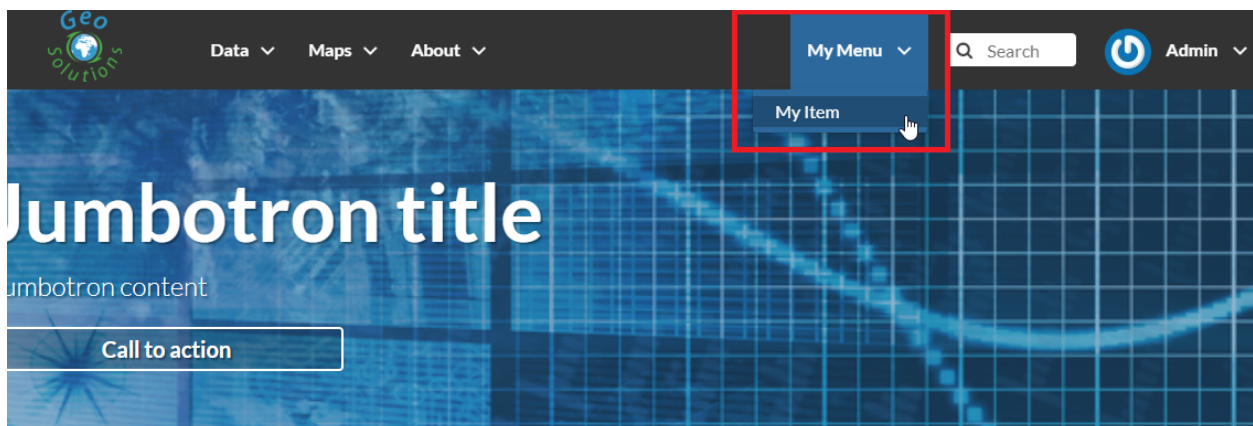 Geo
Solutions
Data Maps About My Menu Search Admin
My Item
Jumbotron title
umbotron content
Call to action